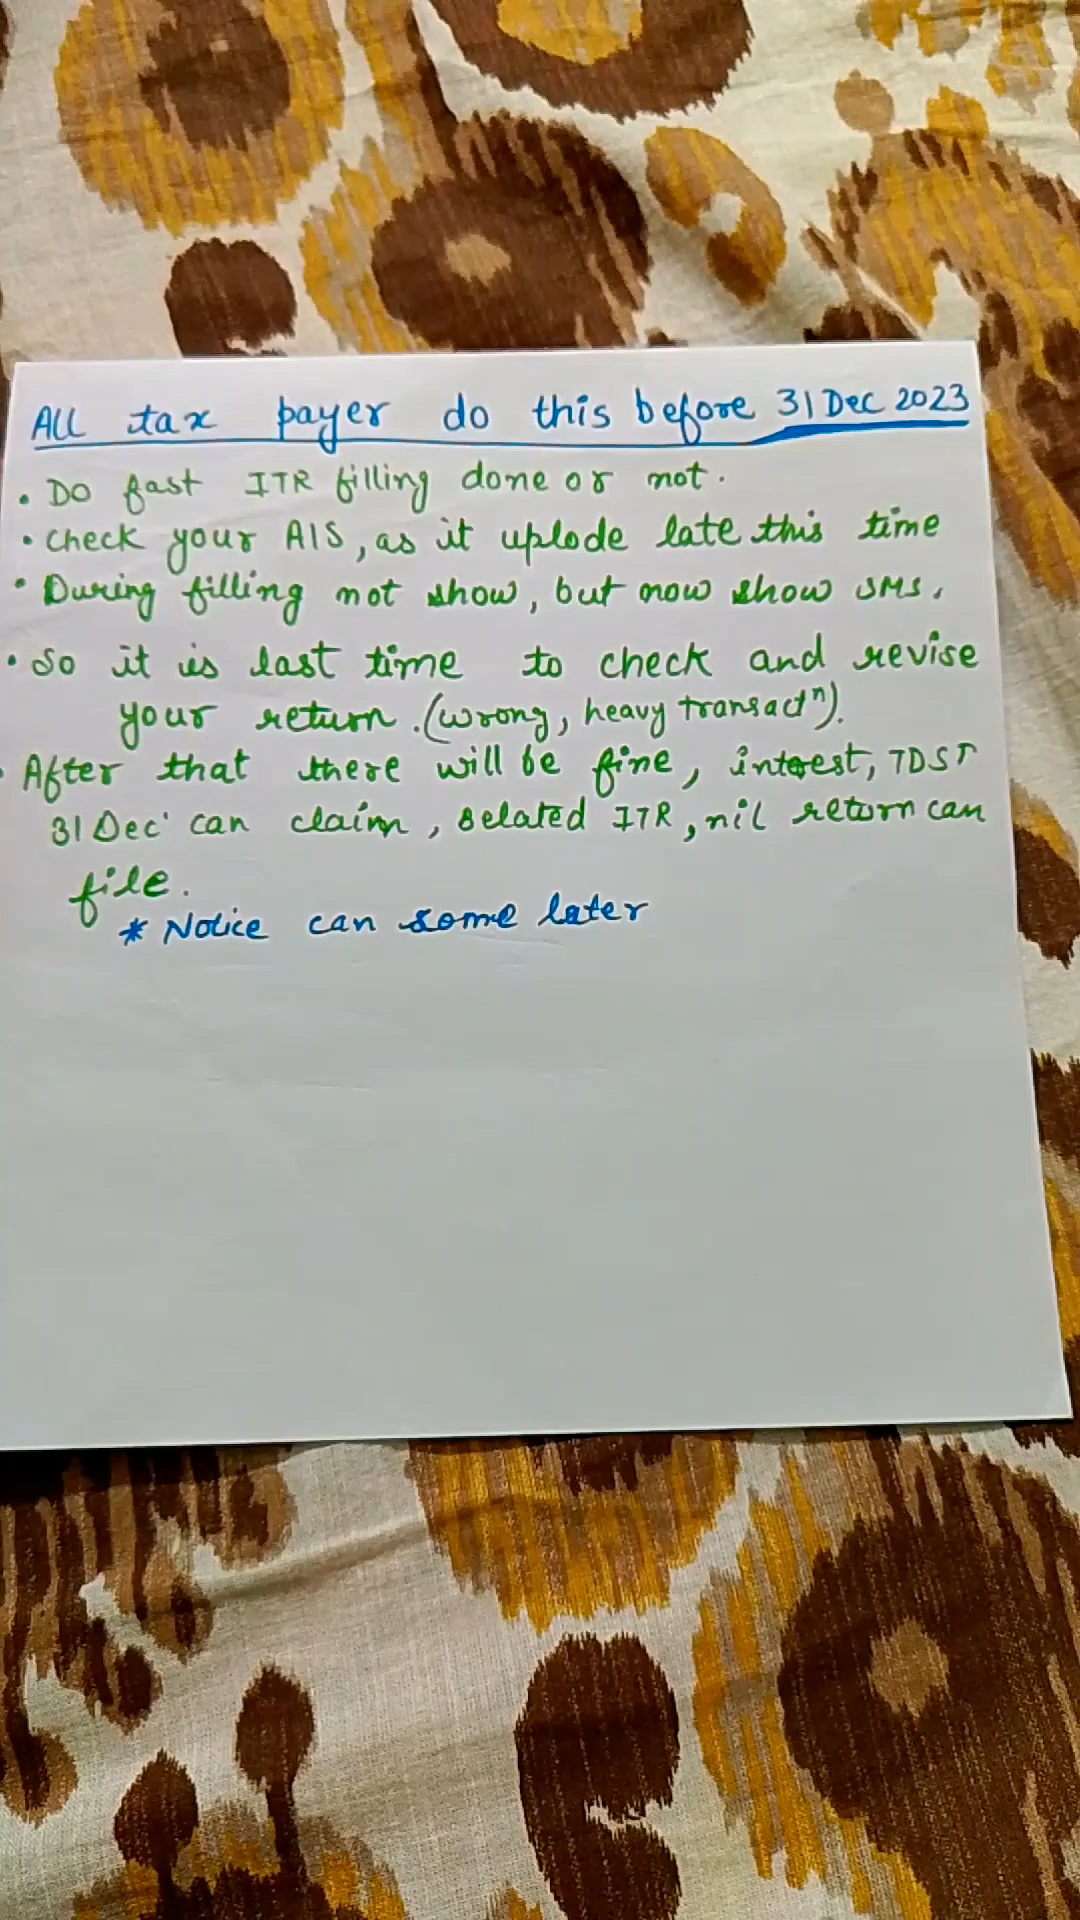 All tax payer do this before 31 Dec 2023
• Do fast ITR filling done or not.
• check your AIS, as it uplode late this time
• During filling not show, but now show SMS.
• So it is last time to check and revise
your return. (wrong, heavy transactⁿ).
• After that there will be fine, interest, TDS↑
31 Dec' can claim, belated ITR, nil return can
file.
* Notice can some later